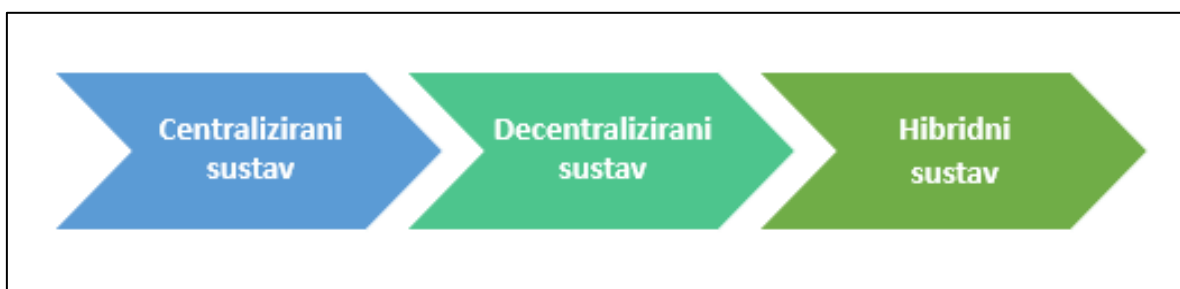 Centralizirani
sustav
Decentralizirani
sustav
Hibridni
sustav